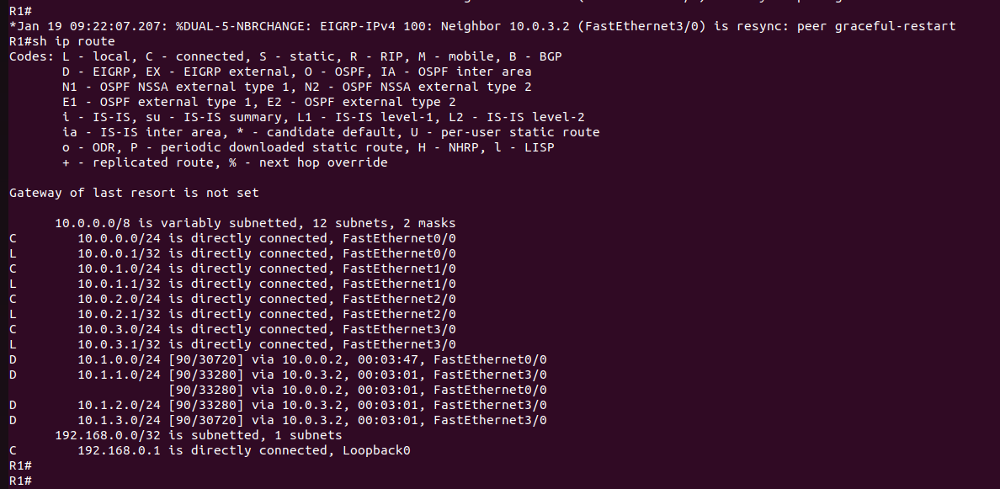 R1#
*Jan 19 09:22:07.207: %DUAL-5-NBRCHANGE: EIGRP-IPv4 100: Neighbor 10.0.3.2 (FastEthernet3/0) is resync: peer graceful-restart
R1#sh ip route
Codes: L - local, C - connected, S - static, R - RIP, M - mobile, B - BGP
       D - EIGRP, EX - EIGRP external, O - OSPF, IA - OSPF inter area
       N1 - OSPF NSSA external type 1, N2 - OSPF NSSA external type 2
       E1 - OSPF external type 1, E2 - OSPF external type 2
       i - IS-IS, su - IS-IS summary, L1 - IS-IS level-1, L2 - IS-IS level-2
       ia - IS-IS inter area, * - candidate default, U - per-user static route
       o - ODR, P - periodic downloaded static route, H - NHRP, l - LISP
       + - replicated route, % - next hop override

Gateway of last resort is not set

      10.0.0.0/8 is variably subnetted, 12 subnets, 2 masks
C        10.0.0.0/24 is directly connected, FastEthernet0/0
L        10.0.0.1/32 is directly connected, FastEthernet0/0
C        10.0.1.0/24 is directly connected, FastEthernet1/0
L        10.0.1.1/32 is directly connected, FastEthernet1/0
C        10.0.2.0/24 is directly connected, FastEthernet2/0
L        10.0.2.1/32 is directly connected, FastEthernet2/0
C        10.0.3.0/24 is directly connected, FastEthernet3/0
L        10.0.3.1/32 is directly connected, FastEthernet3/0
D        10.1.0.0/24 [90/30720] via 10.0.0.2, 00:03:47, FastEthernet0/0
D        10.1.1.0/24 [90/33280] via 10.0.3.2, 00:03:01, FastEthernet3/0
                     [90/33280] via 10.0.0.2, 00:03:01, FastEthernet0/0
D        10.1.2.0/24 [90/33280] via 10.0.3.2, 00:03:01, FastEthernet3/0
D        10.1.3.0/24 [90/30720] via 10.0.3.2, 00:03:01, FastEthernet3/0
      192.168.0.0/32 is subnetted, 1 subnets
C        192.168.0.1 is directly connected, Loopback0
R1#
R1#